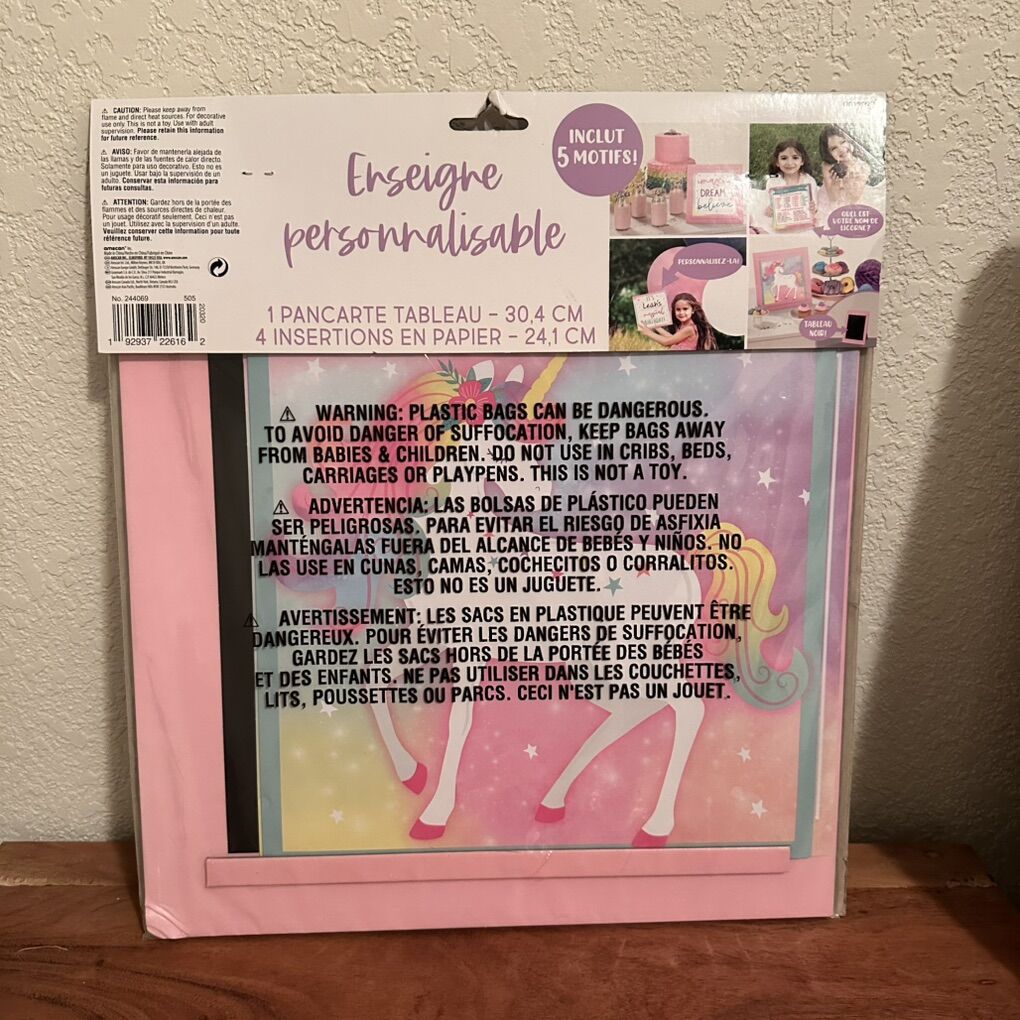 ⚠ CAUTION: Please keep away from
flame and direct heat sources. For decorative
use only. This is not a toy. Use with adult
supervision. Please retain this information
for future reference.
⚠ AVISO: Favor de mantenerla alejada de
las llamas y de las fuentes de calor directo.
Solamente para uso decorativo. Esto no es
un juguete. Usar bajo la supervisión de un
adulto. Conservar esta información para
futuras consultas.
⚠ ATTENTION: Gardez hors de la portée des
flammes et des sources directes de chaleur.
Pour usage décoratif seulement. Ceci n'est pas
un jouet. Utilisez avec la supervision d'un adulte.
Veuillez conserver cette information pour toute
référence future.
amscan
No. 244069 505
20320
1 92937 22616 2
Enseigne
personnalisable
1 PANCARTE TABLEAU – 30,4 CM
4 INSERTIONS EN PAPIER – 24,1 CM
INCLUT
5 MOTIFS!
DREAM
believe
QUEL EST
VOTRE NOM DE
LICORNE?
PERSONNALISEZ-LA!
Leah's
magical
TABLEAU
NOIR!
⚠ WARNING: PLASTIC BAGS CAN BE DANGEROUS.
TO AVOID DANGER OF SUFFOCATION, KEEP BAGS AWAY
FROM BABIES & CHILDREN. DO NOT USE IN CRIBS, BEDS,
CARRIAGES OR PLAYPENS. THIS IS NOT A TOY.
⚠ ADVERTENCIA: LAS BOLSAS DE PLÁSTICO PUEDEN
SER PELIGROSAS. PARA EVITAR EL RIESGO DE ASFIXIA
MANTÉNGALAS FUERA DEL ALCANCE DE BEBÉS Y NIÑOS. NO
LAS USE EN CUNAS, CAMAS, COCHECITOS O CORRALITOS.
ESTO NO ES UN JUGUETE.
⚠ AVERTISSEMENT: LES SACS EN PLASTIQUE PEUVENT ÊTRE
DANGEREUX. POUR ÉVITER LES DANGERS DE SUFFOCATION,
GARDEZ LES SACS HORS DE LA PORTÉE DES BÉBÉS
ET DES ENFANTS. NE PAS UTILISER DANS LES COUCHETTES,
LITS, POUSSETTES OU PARCS. CECI N'EST PAS UN JOUET.